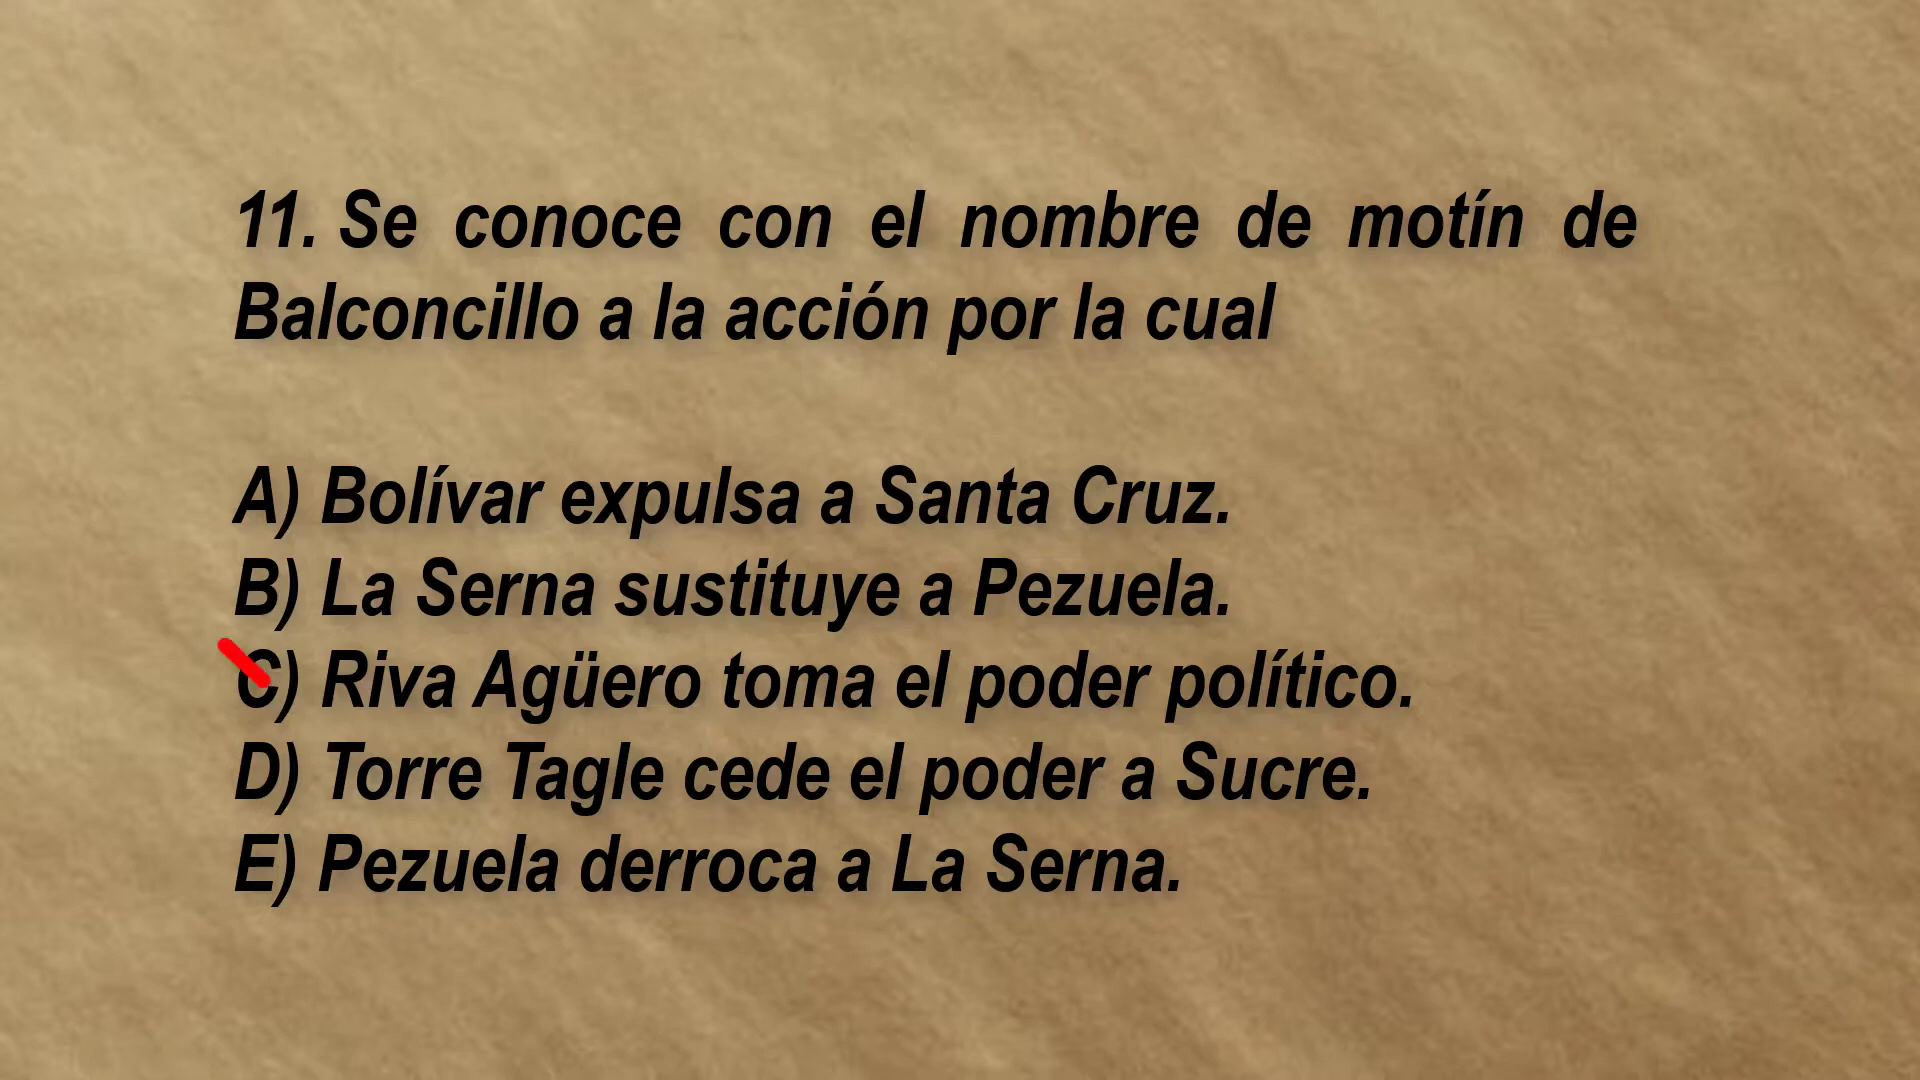 11. Se conoce con el nombre de motín de
Balconcillo a la acción por la cual
A) Bolívar expulsa a Santa Cruz.
B) La Serna sustituye a Pezuela.
C) Riva Agüero toma el poder político.
D) Torre Tagle cede el poder a Sucre.
E) Pezuela derroca a La Serna.